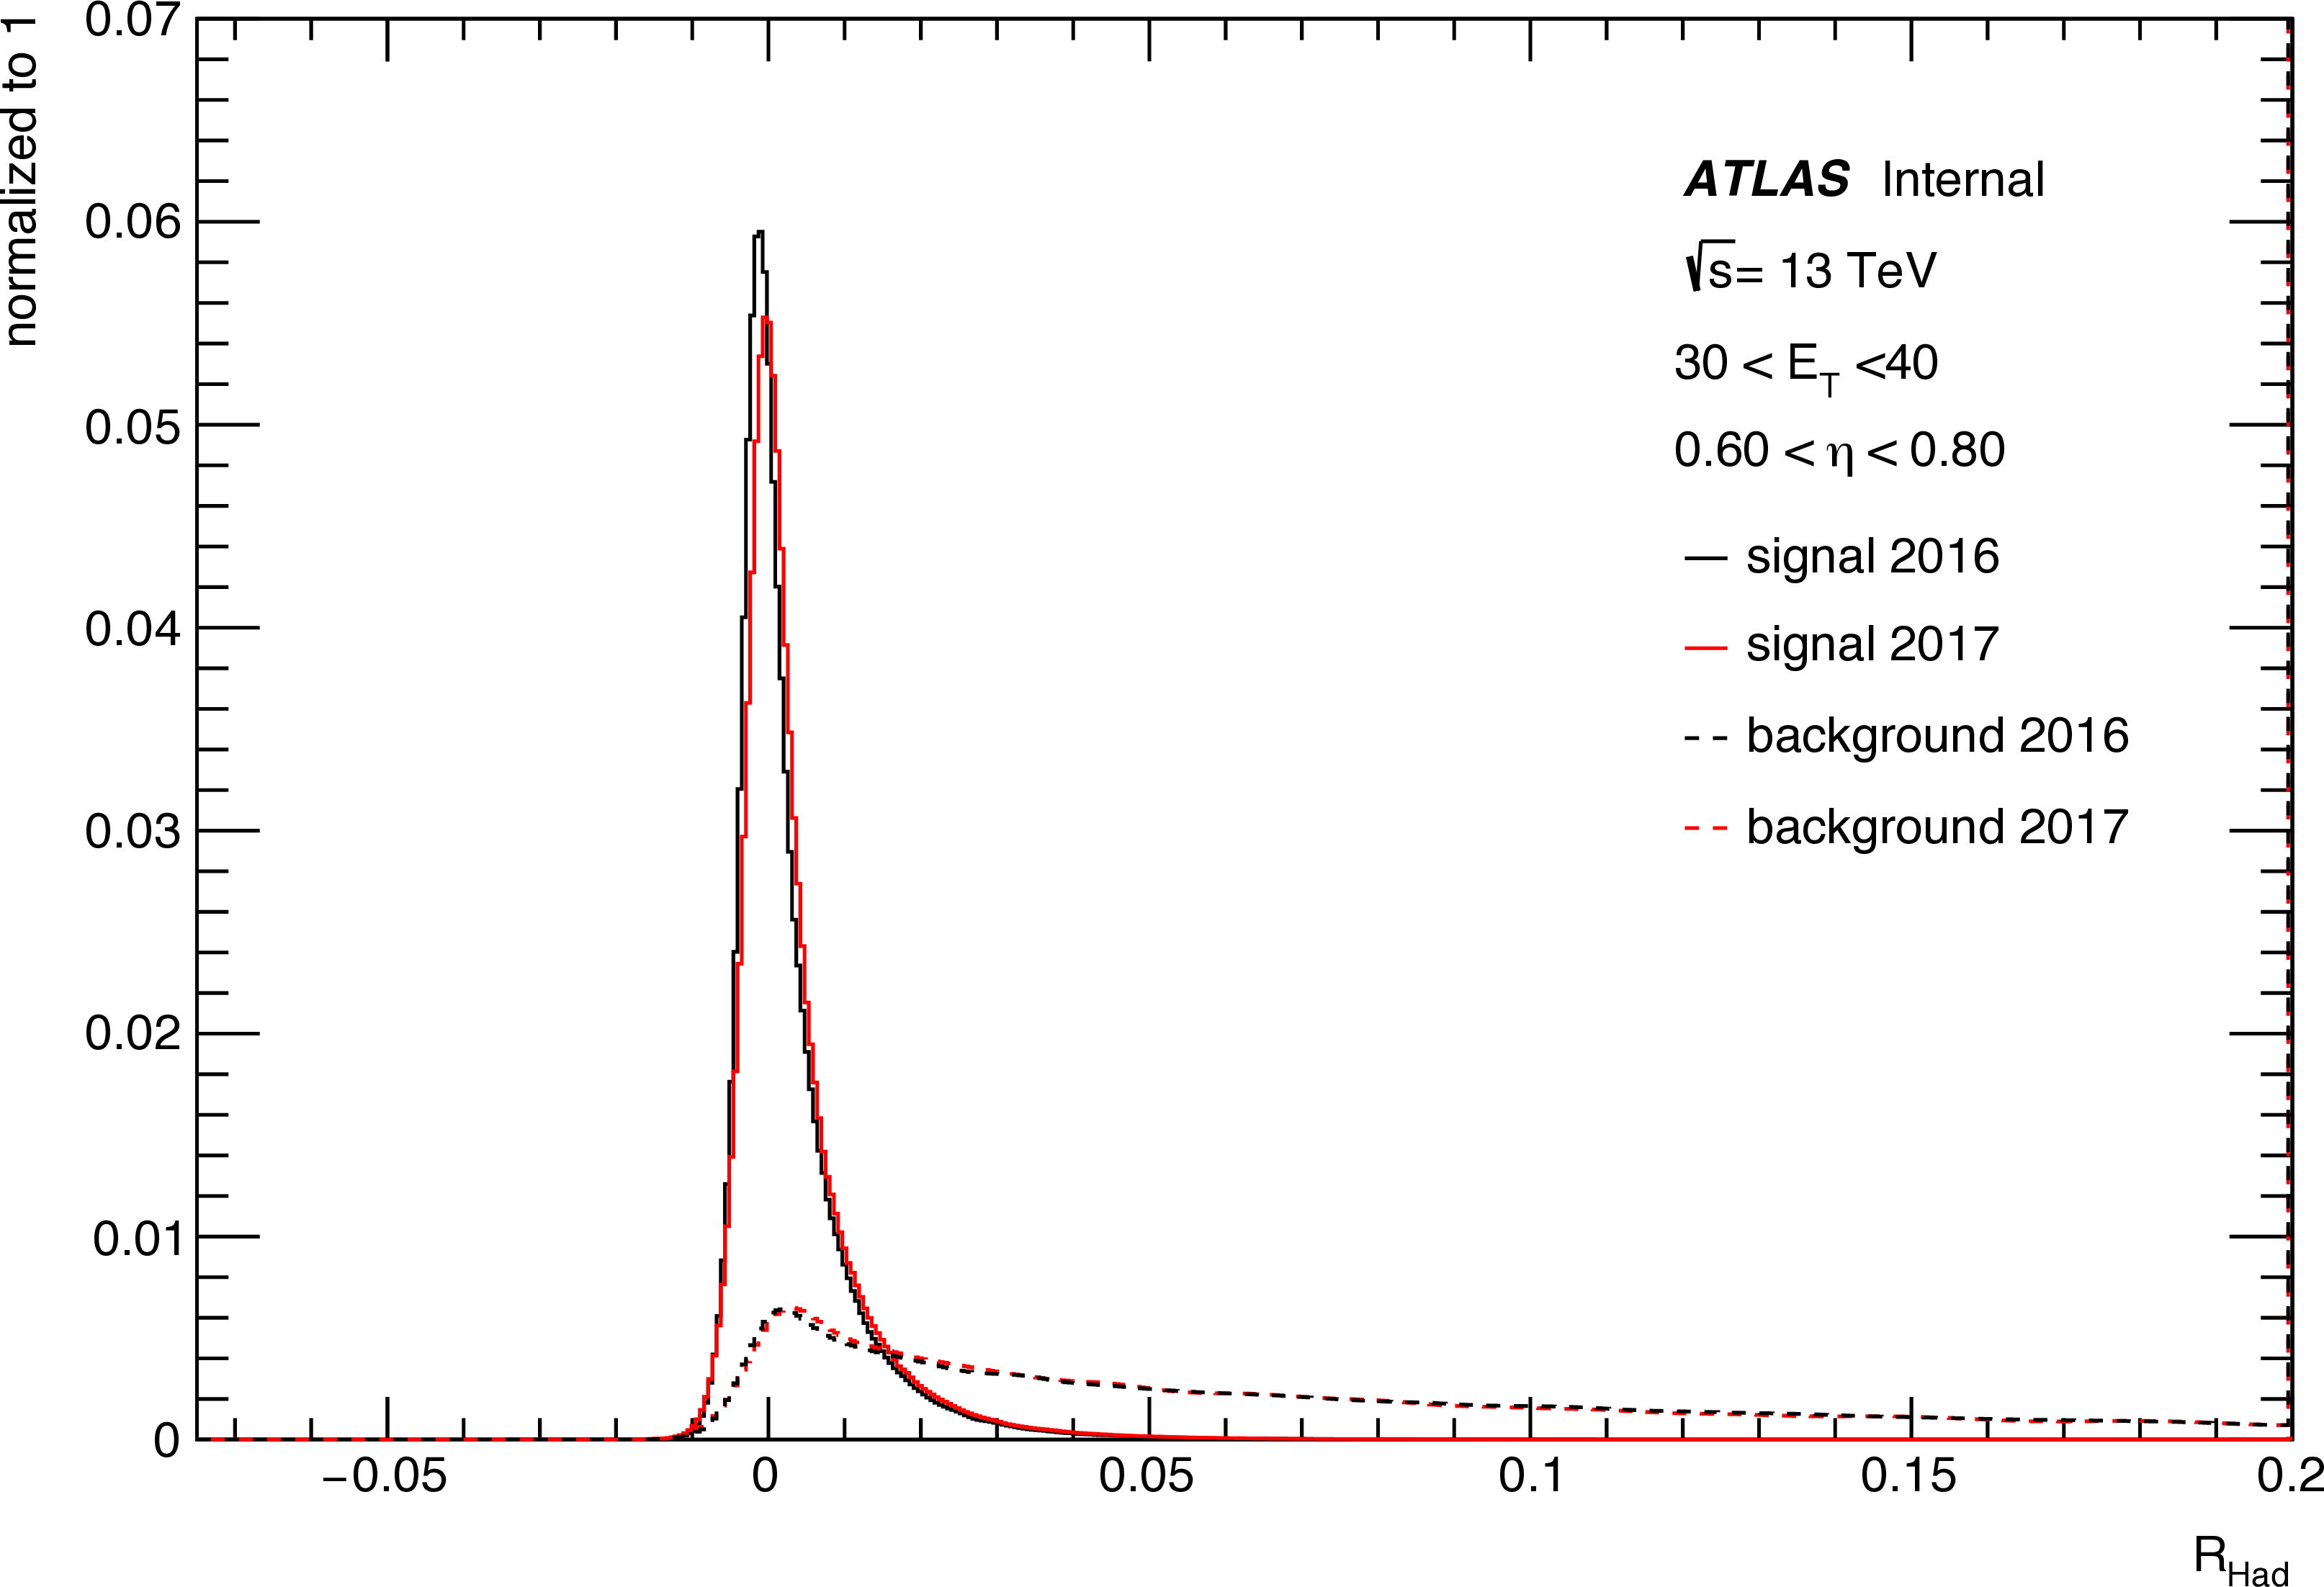 normalized to 1
0.07
0.06
0.05
0.04
0.03
0.02
0.01
0
ATLAS Internal
√s= 13 TeV
30 < E_T <40
0.60 < η < 0.80
signal 2016
signal 2017
background 2016
background 2017
−0.05 0 0.05 0.1 0.15 0.2
R_Had